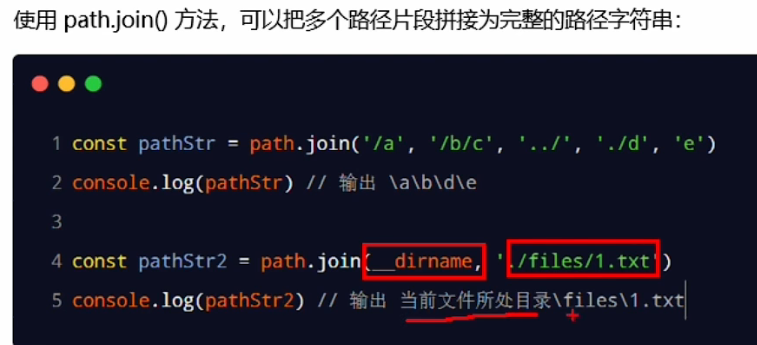 使用 path.join() 方法，可以把多个路径片段拼接为完整的路径字符串：
1 const pathStr = path.join('/a', '/b/c', '../', './d', 'e')
2 console.log(pathStr) // 输出 \a\b\d\e
3
4 const pathStr2 = path.join(__dirname, './files/1.txt')
5 console.log(pathStr2) // 输出 当前文件所处目录\files\1.txt